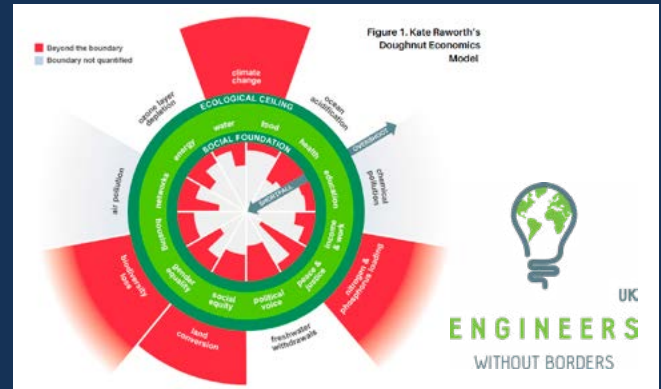 Figure 1. Kate Raworth's
Doughnut Economics
Model
Beyond the boundary
Boundary not quantified
climate
change
ozone layer
depletion
ocean
acidification
ECOLOGICAL CEILING
OVERSHOOT
water
food
energy
health
SOCIAL FOUNDATION
SHORTFALL
networks
education
air pollution
chemical
pollution
housing
income
& work
gender
equality
peace &
justice
social
equity
political
voice
biodiversity
loss
nitrogen &
phosphorus loading
land
conversion
freshwater
withdrawals
UK
ENGINEERS
WITHOUT BORDERS